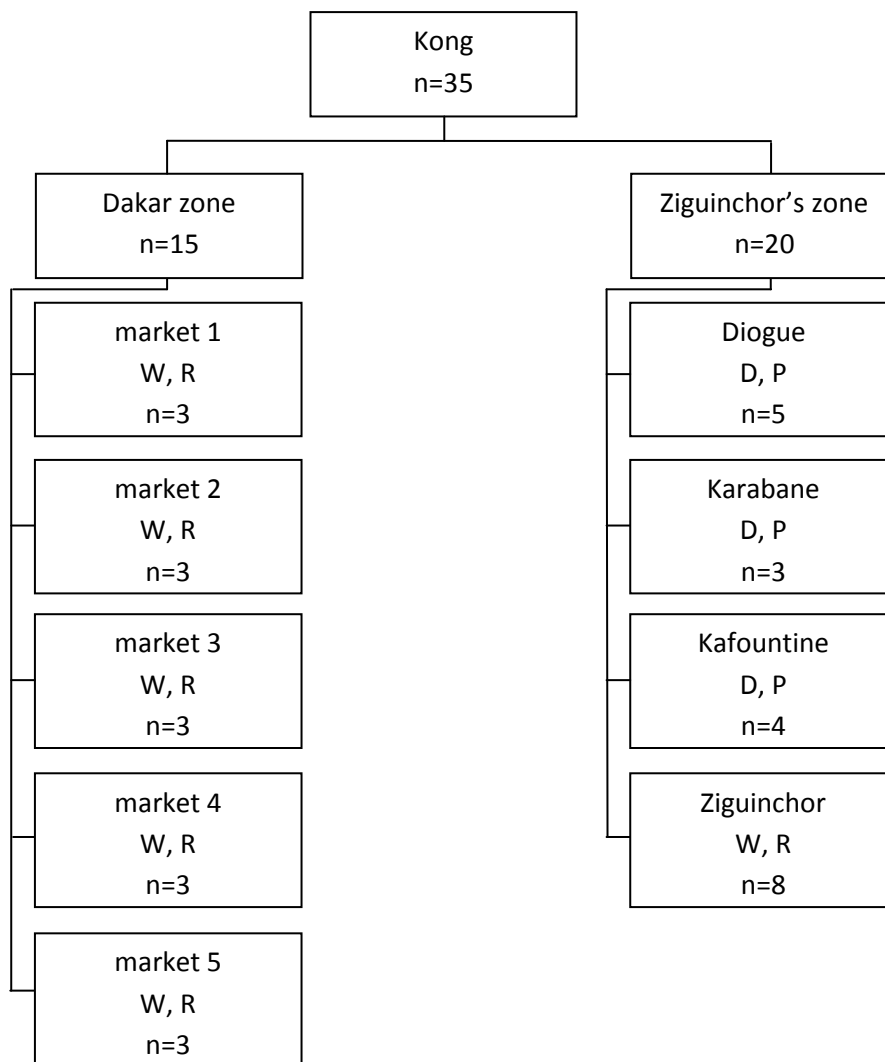 Kong
n=35
Dakar zone
n=15
market 1
W, R
n=3
market 2
W, R
n=3
market 3
W, R
n=3
market 4
W, R
n=3
market 5
W, R
n=3
Ziguinchor’s zone
n=20
Diogue
D, P
n=5
Karabane
D, P
n=3
Kafountine
D, P
n=4
Ziguinchor
W, R
n=8